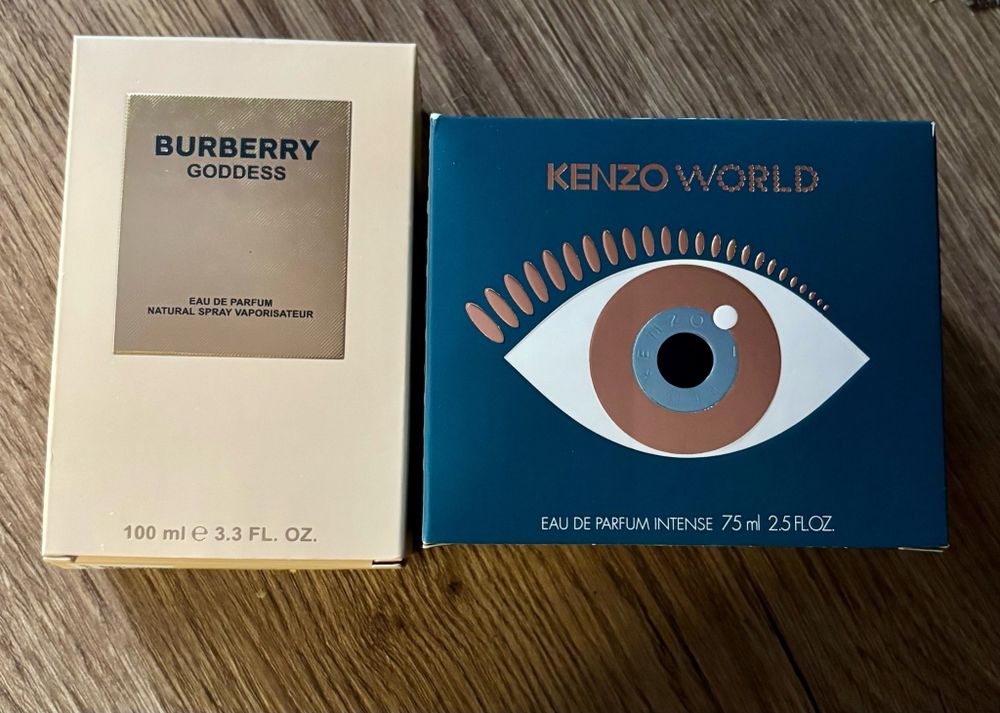 BURBERRY
GODDESS
EAU DE PARFUM
NATURAL SPRAY VAPORISATEUR
100 ml ℮ 3.3 FL. OZ.
KENZO WORLD
KENZO
EAU DE PARFUM INTENSE 75 ml 2.5 FL.OZ.